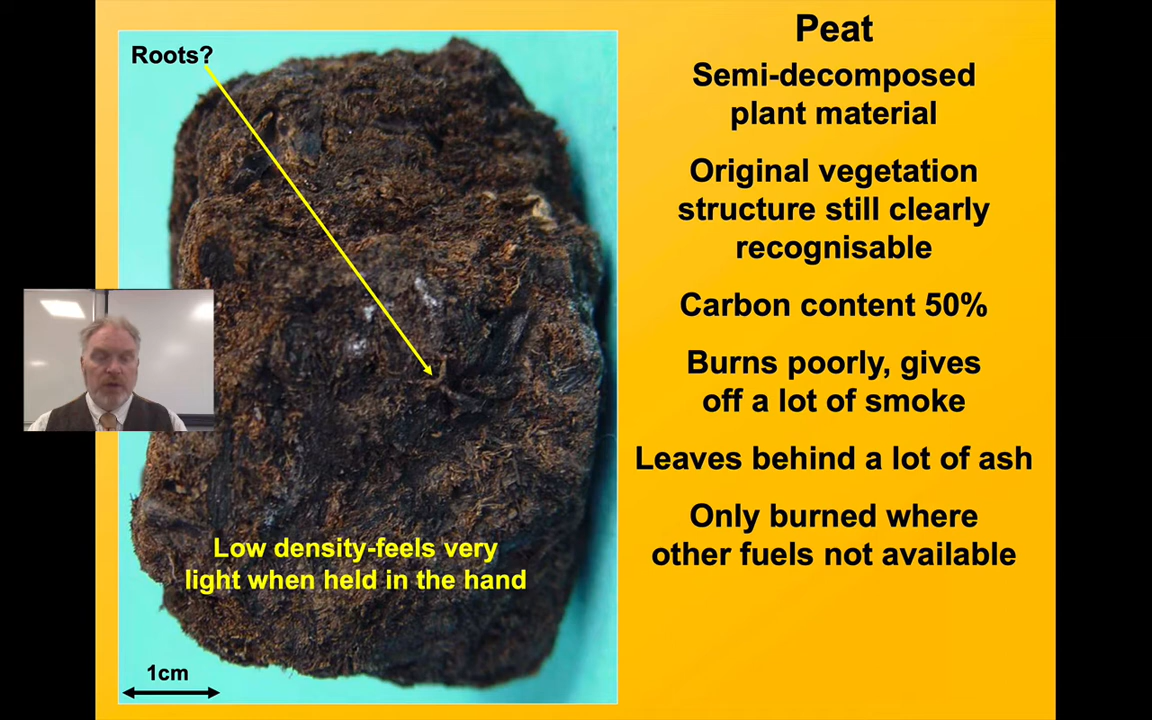 Roots?
Low density-feels very
light when held in the hand
1cm
Peat
Semi-decomposed
plant material
Original vegetation
structure still clearly
recognisable
Carbon content 50%
Burns poorly, gives
off a lot of smoke
Leaves behind a lot of ash
Only burned where
other fuels not available